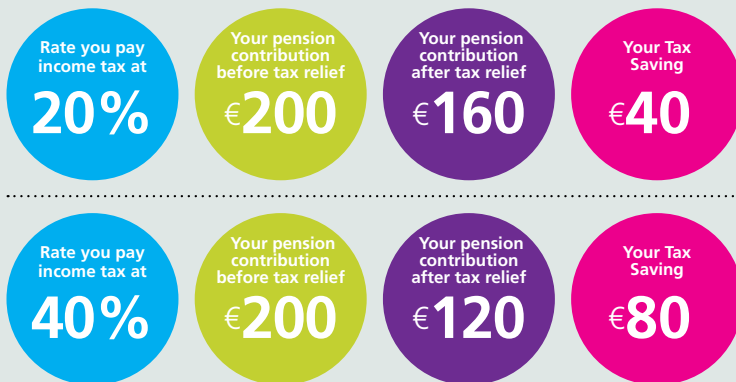 Rate you pay
income tax at
20%
Your pension
contribution
before tax relief
€200
Your pension
contribution
after tax relief
€160
Your Tax
Saving
€40
Rate you pay
income tax at
40%
Your pension
contribution
before tax relief
€200
Your pension
contribution
after tax relief
€120
Your Tax
Saving
€80